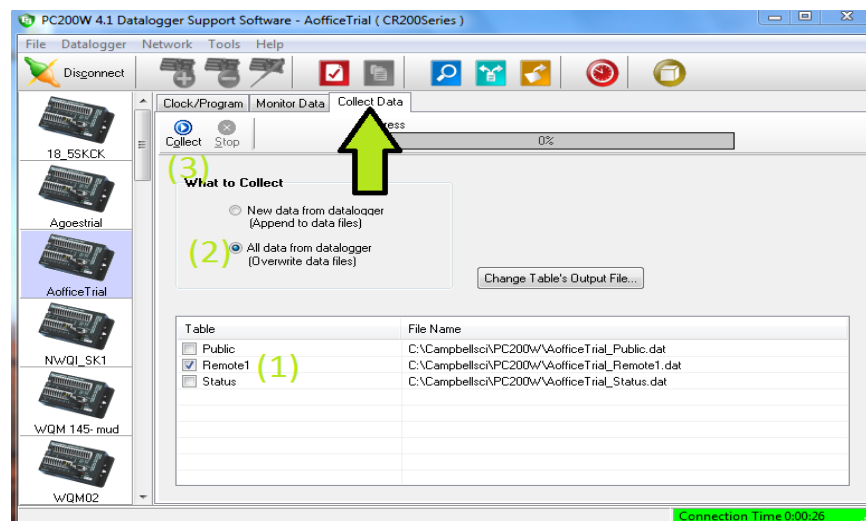 PC200W 4.1 Datalogger Support Software - AofficeTrial ( CR200Series )
File Datalogger Network Tools Help
Disconnect
Clock/Program Monitor Data Collect Data
Collect Stop
ress
0%
(3)
What to Collect
New data from datalogger
(Append to data files)
(2)
All data from datalogger
(Overwrite data files)
Change Table's Output File...
Table File Name
Public C:\Campbellsci\PC200W\AofficeTrial_Public.dat
Remote1 C:\Campbellsci\PC200W\AofficeTrial_Remote1.dat
(1)
Status C:\Campbellsci\PC200W\AofficeTrial_Status.dat
18_5SKCK
Agoestrial
AofficeTrial
NWQI_SK1
WQM 145- mud
WQM02
Connection Time 0:00:26